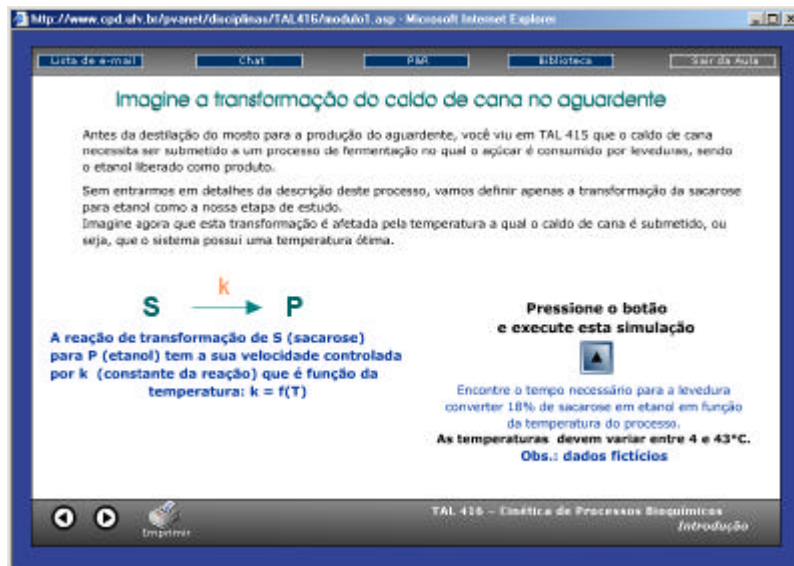 http://www.cpd.ufv.br/pvanet/disciplinas/TAL416/modulo1.asp - Microsoft Internet Explorer
Lista de e-mail
Chat
P&R
Biblioteca
Sair da Aula
Imagine a transformação do caldo de cana no aguardente
Antes da destilação do mosto para a produção do aguardente, você viu em TAL 415 que o caldo de cana
necessita ser submetido a um processo de fermentação no qual o açúcar é consumido por leveduras, sendo
o etanol liberado como produto.
Sem entrarmos em detalhes da descrição deste processo, vamos definir apenas a transformação da sacarose
para etanol como a nossa etapa de estudo.
Imagine agora que esta transformação é afetada pela temperatura a qual o caldo de cana é submetido, ou
seja, que o sistema possui uma temperatura ótima.
k
S P
A reação de transformação de S (sacarose)
para P (etanol) tem a sua velocidade controlada
por k (constante da reação) que é função da
temperatura: k = f(T)
Pressione o botão
e execute esta simulação
Encontre o tempo necessário para a levedura
converter 18% de sacarose em etanol em função
da temperatura do processo.
As temperaturas devem variar entre 4 e 43°C.
Obs.: dados fictícios
Imprimir
TAL 416 – Cinética de Processos Bioquímicos
Introdução